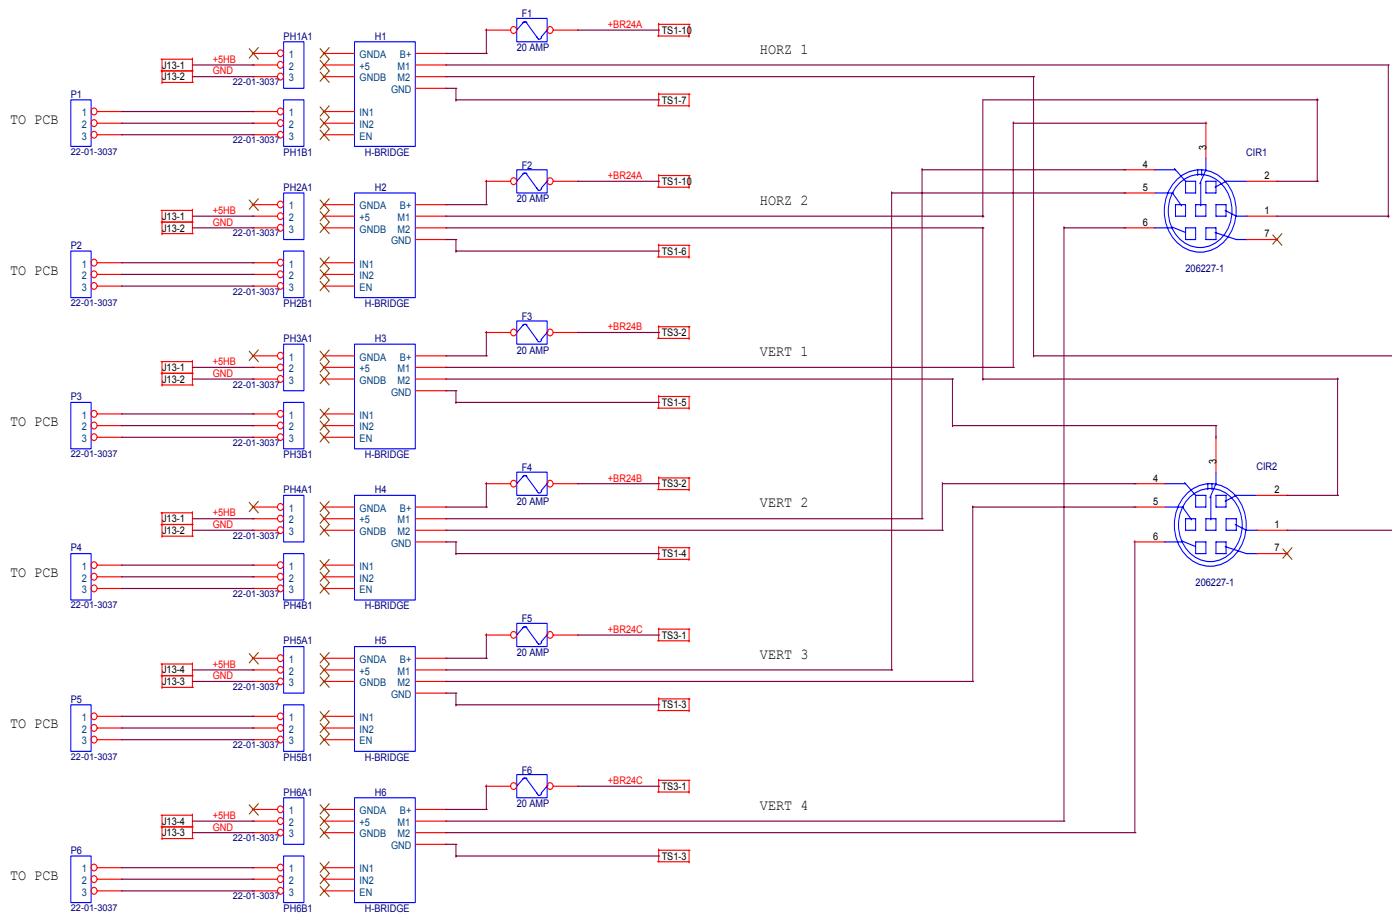 F1
+BR24A
TS1-10
20 AMP
HORZ 1
PH1A1
H1
1
2
3
GNDA
+5
GNDB
B+
M1
M2
GND
J13-1
+5HB
J13-2
GND
22-01-3037
P1
TO PCB
1
2
3
1
2
3
IN1
IN2
EN
TS1-7
22-01-3037
22-01-3037
PH1B1
H-BRIDGE
F2
+BR24A
TS1-10
20 AMP
HORZ 2
PH2A1
H2
1
2
3
GNDA
+5
GNDB
B+
M1
M2
GND
J13-1
+5HB
J13-2
GND
22-01-3037
P2
TO PCB
1
2
3
1
2
3
IN1
IN2
EN
TS1-6
22-01-3037
22-01-3037
PH2B1
H-BRIDGE
CIR1
3
4
5
6
2
1
7
206227-1
F3
+BR24B
TS3-2
20 AMP
VERT 1
PH3A1
H3
1
2
3
GNDA
+5
GNDB
B+
M1
M2
GND
J13-1
+5HB
J13-2
GND
22-01-3037
P3
TO PCB
1
2
3
1
2
3
IN1
IN2
EN
TS1-5
22-01-3037
22-01-3037
PH3B1
H-BRIDGE
F4
+BR24B
TS3-2
20 AMP
VERT 2
PH4A1
H4
1
2
3
GNDA
+5
GNDB
B+
M1
M2
GND
J13-1
+5HB
J13-2
GND
22-01-3037
P4
TO PCB
1
2
3
1
2
3
IN1
IN2
EN
TS1-4
22-01-3037
22-01-3037
PH4B1
H-BRIDGE
CIR2
3
4
5
6
2
1
7
206227-1
F5
+BR24C
TS3-1
20 AMP
VERT 3
PH5A1
H5
1
2
3
GNDA
+5
GNDB
B+
M1
M2
GND
J13-4
+5HB
J13-3
GND
22-01-3037
P5
TO PCB
1
2
3
1
2
3
IN1
IN2
EN
TS1-3
22-01-3037
22-01-3037
PH5B1
H-BRIDGE
F6
+BR24C
TS3-1
20 AMP
VERT 4
PH6A1
H6
1
2
3
GNDA
+5
GNDB
B+
M1
M2
GND
J13-4
+5HB
J13-3
GND
22-01-3037
P6
TO PCB
1
2
3
1
2
3
IN1
IN2
EN
TS1-3
22-01-3037
22-01-3037
PH6B1
H-BRIDGE